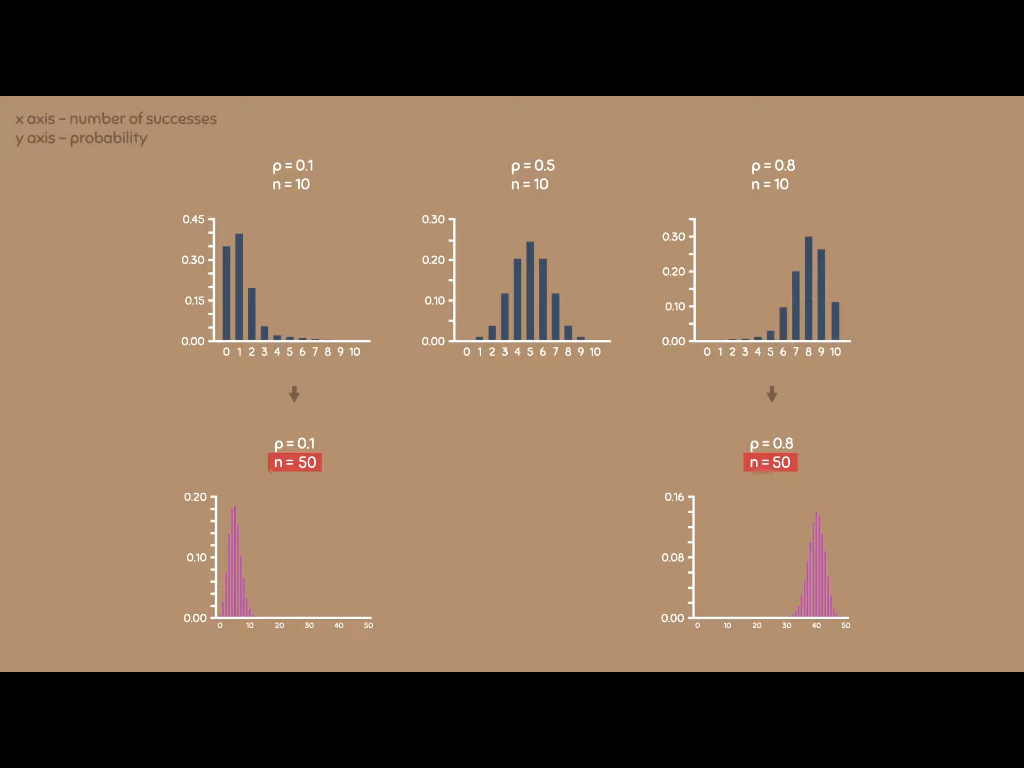 x axis – number of successes
y axis – probability
ρ = 0.1
n = 10
ρ = 0.5
n = 10
ρ = 0.8
n = 10
0.45
0.30
0.15
0.00
0 1 2 3 4 5 6 7 8 9 10
0.30
0.20
0.10
0.00
0 1 2 3 4 5 6 7 8 9 10
0.30
0.20
0.10
0.00
0 1 2 3 4 5 6 7 8 9 10
ρ = 0.1
n = 50
ρ = 0.8
n = 50
0.20
0.10
0.00
0 10 20 30 40 50
0.16
0.08
0.00
0 10 20 30 40 50